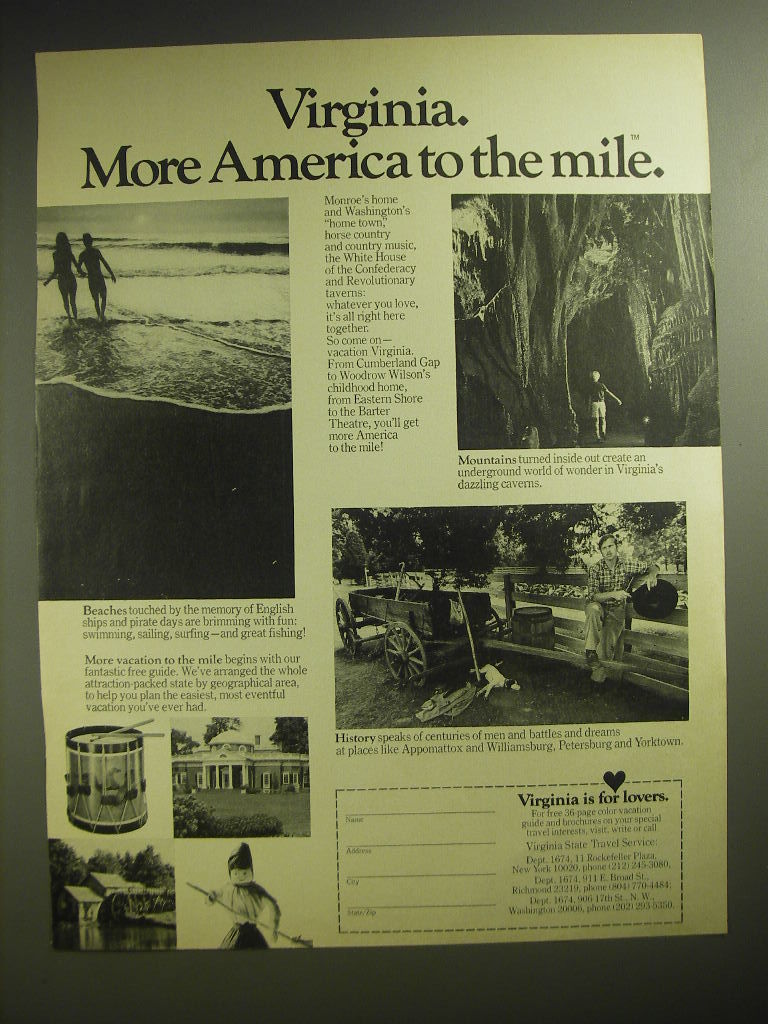 Virginia.
More America to the mile.™
Monroe's home
and Washington's
"home town,"
horse country
and country music,
the White House
of the Confederacy
and Revolutionary
taverns:
whatever you love,
it's all right here
together.
So come on—
vacation Virginia.
From Cumberland Gap
to Woodrow Wilson's
childhood home,
from Eastern Shore
to the Barter
Theatre, you'll get
more America
to the mile!
Mountains turned inside out create an
underground world of wonder in Virginia's
dazzling caverns.
Beaches touched by the memory of English
ships and pirate days are brimming with fun:
swimming, sailing, surfing—and great fishing!
More vacation to the mile begins with our
fantastic free guide. We've arranged the whole
attraction-packed state by geographical area,
to help you plan the easiest, most eventful
vacation you've ever had.
History speaks of centuries of men and battles and dreams
at places like Appomattox and Williamsburg, Petersburg and Yorktown.
Name
Address
City
State/Zip
Virginia is for lovers.
For free 36-page color vacation
guide and brochures on your special
travel interests, visit, write or call
Virginia State Travel Service:
Dept. 1674, 11 Rockefeller Plaza,
New York 10020, phone (212) 245-3080,
Dept. 1674, 911 E. Broad St.,
Richmond 23219, phone (804) 770-4484;
Dept. 1674, 906 17th St., N. W.,
Washington 20006, phone (202) 293-5350.